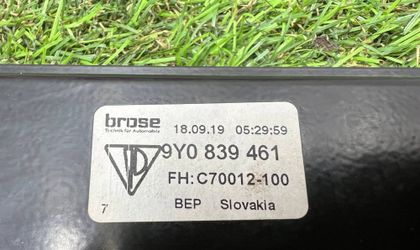 brose
Technik für Automobile
18.09.19 05:29:59
9Y0 839 461
FH:C70012-100
7 BEP Slovakia